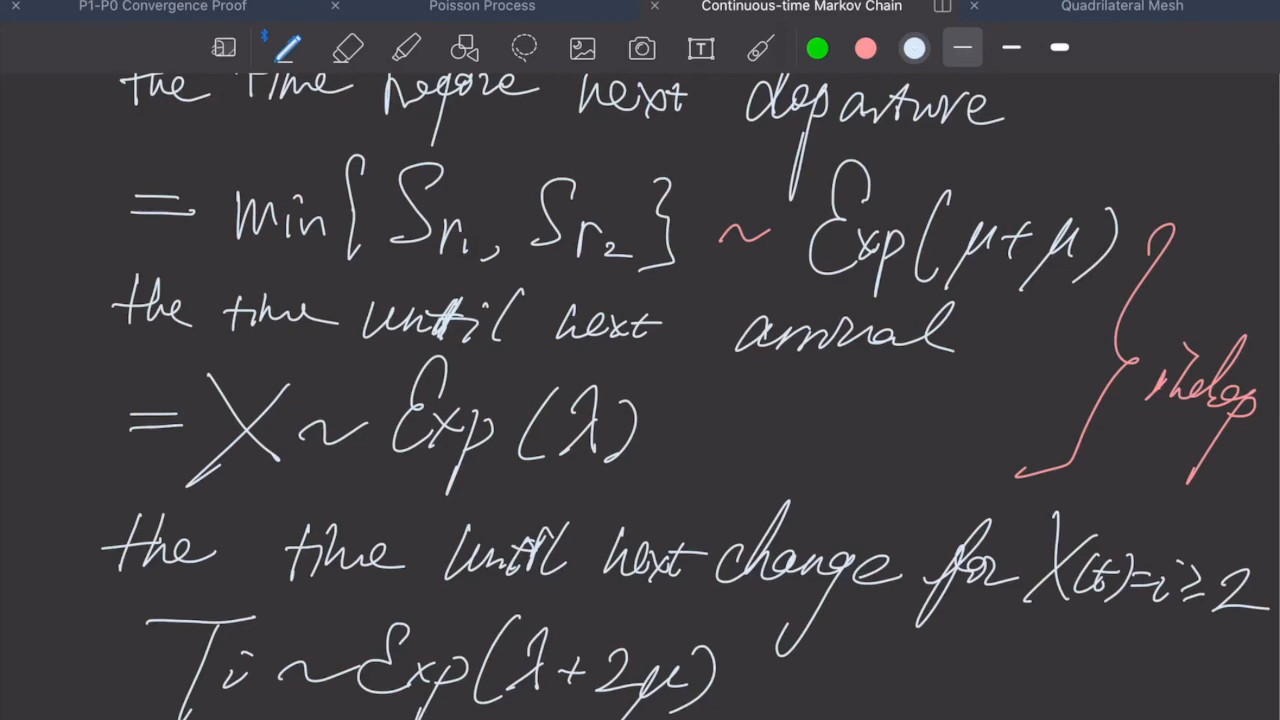 P1-P0 Convergence Proof Poisson Process Continuous-time Markov Chain Quadrilateral Mesh
the time before next departure
= min{Sr₁, Sr₂} ~ Exp(μ+μ)
the time until next arrival
indep
= X ~ Exp(λ)
the time until next change for X(t)=i≥2
Ti ~ Exp(λ+2μ)